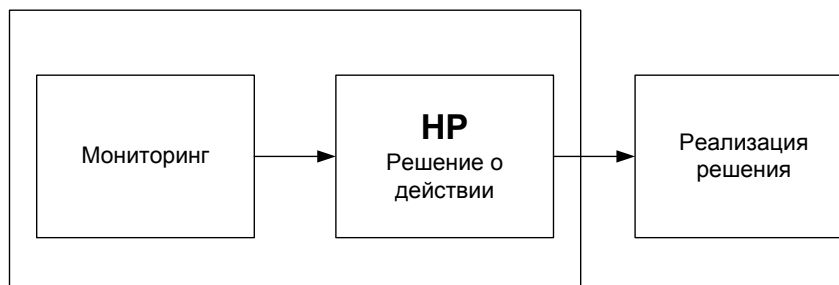 Мониторинг
НР
Решение о
действии
Реализация
решения